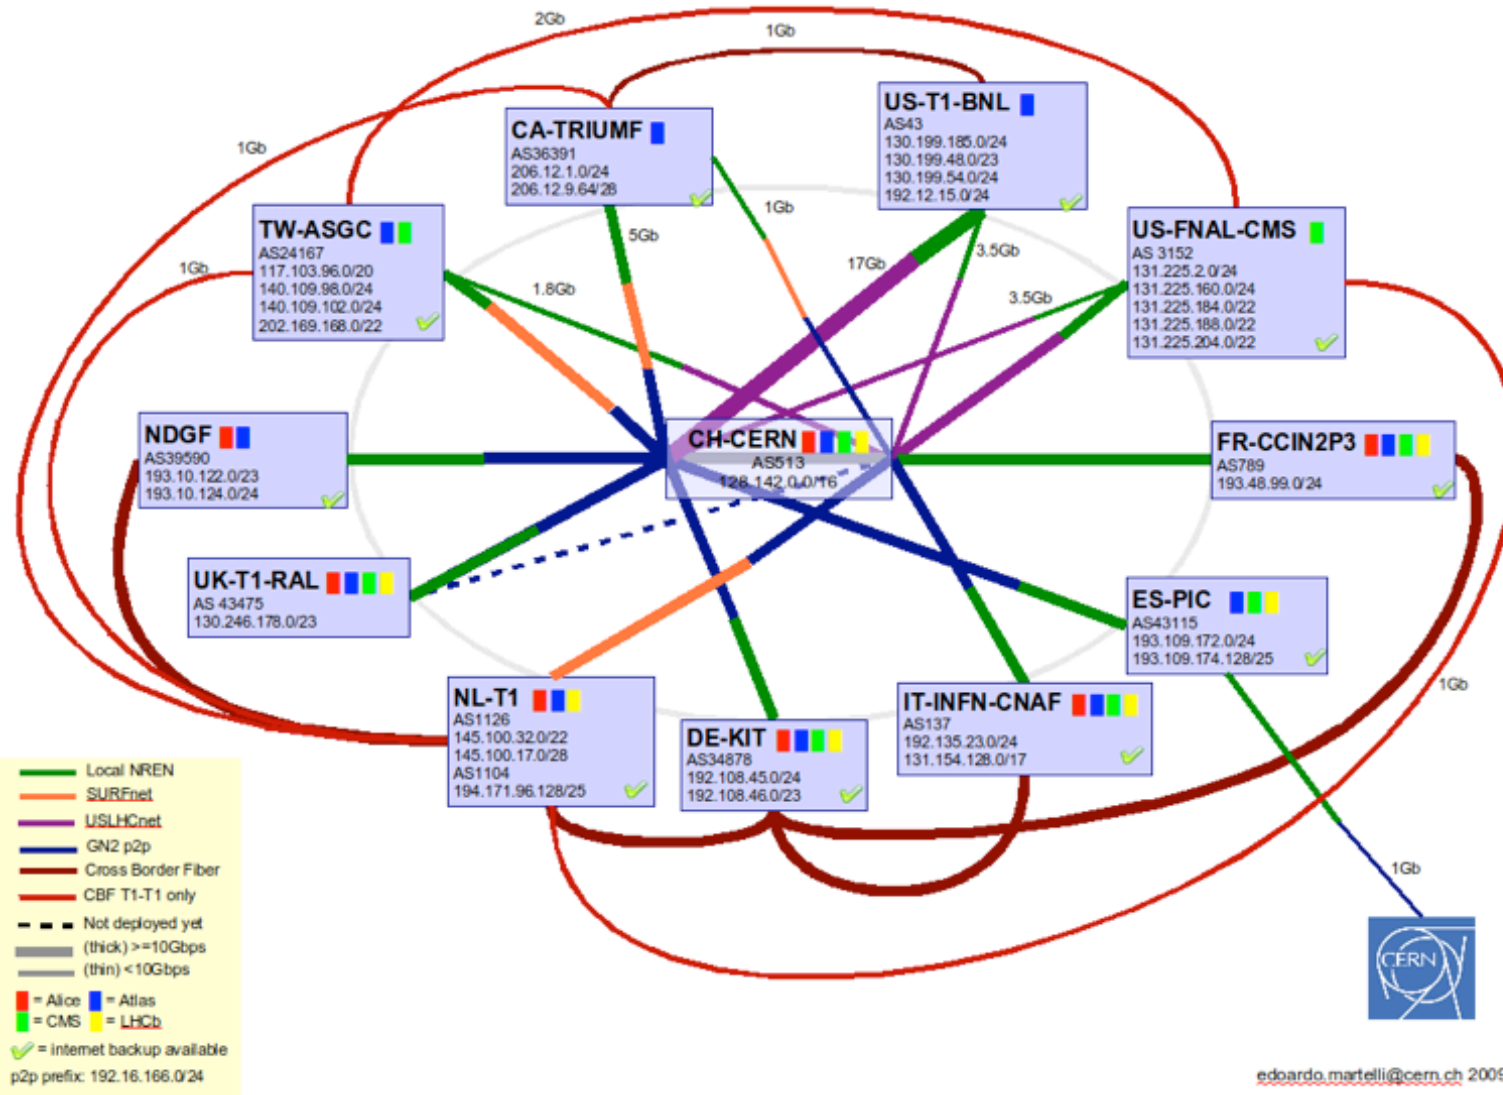 2Gb
1Gb
1Gb
CA-TRIUMF
AS36391
206.12.1.0/24
206.12.9.64/28
US-T1-BNL
AS43
130.199.185.0/24
130.199.48.0/23
130.199.54.0/24
192.12.15.0/24
TW-ASGC
AS24167
117.103.96.0/20
140.109.98.0/24
140.109.102.0/24
202.169.168.0/22
US-FNAL-CMS
AS 3152
131.225.2.0/24
131.225.160.0/24
131.225.184.0/22
131.225.188.0/22
131.225.204.0/22
1Gb
5Gb
1Gb
17Gb
3.5Gb
1.8Gb
3.5Gb
NDGF
AS39590
193.10.122.0/23
193.10.124.0/24
CH-CERN
AS513
128.142.0.0/16
FR-CCIN2P3
AS789
193.48.99.0/24
UK-T1-RAL
AS 43475
130.246.178.0/23
ES-PIC
AS43115
193.109.172.0/24
193.109.174.128/25
NL-T1
AS1126
145.100.32.0/22
145.100.17.0/28
AS1104
194.171.96.128/25
DE-KIT
AS34878
192.108.45.0/24
192.108.46.0/23
IT-INFN-CNAF
AS137
192.135.23.0/24
131.154.128.0/17
1Gb
1Gb
Local NREN
SURFnet
USLHCnet
GN2 p2p
Cross Border Fiber
CBF T1-T1 only
Not deployed yet
(thick) >=10Gbps
(thin) <10Gbps
= Alice = Atlas
= CMS = LHCb
= internet backup available
p2p prefix: 192.16.166.0/24
CERN
edoardo.martelli@cern.ch 2009